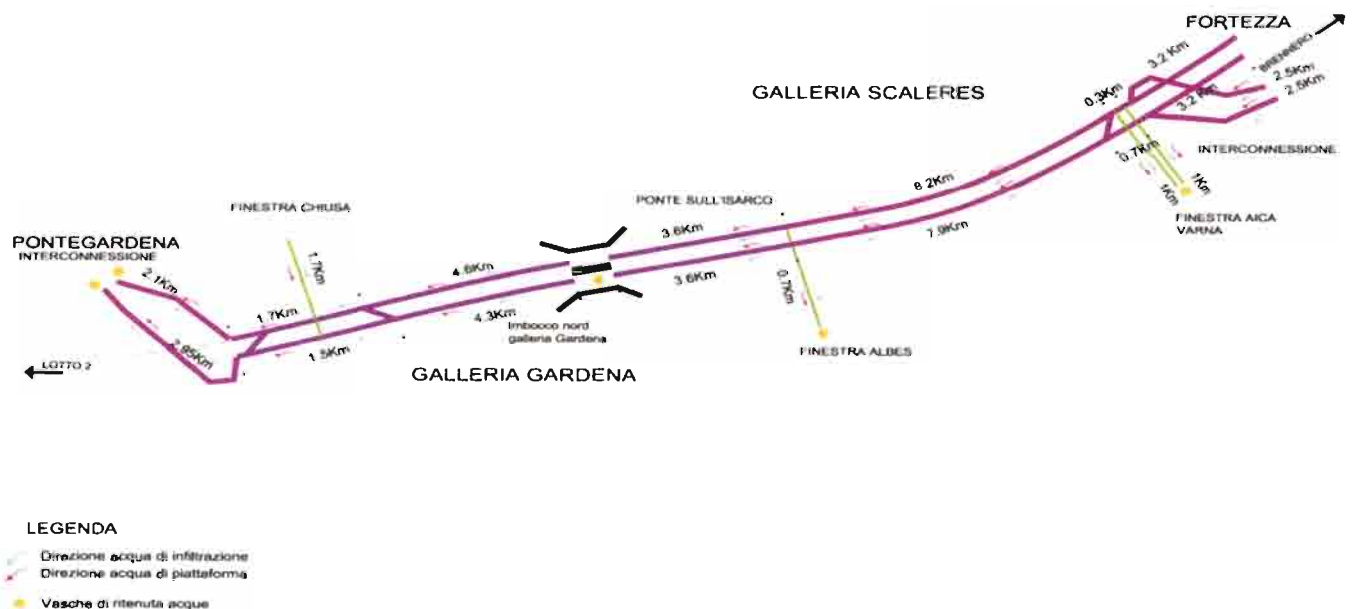 FORTEZZA
BRENNERO
3.2 Km
2.5Km
2.5Km
GALLERIA SCALERES
0.3Km
3.2 Km
INTERCONNESSIONE
0.7Km
1Km
1Km
FINESTRA AICA
VARNA
8.2Km
7.9Km
PONTE SULL'ISARCO
FINESTRA CHIUSA
3.6Km
3.6Km
0.7Km
FINESTRA ALBES
PONTEGARDENA
INTERCONNESSIONE
2.1Km
1.7Km
4.6Km
1.7Km
4.3Km
1.5Km
2.95Km
Imbocco nord
galleria Gardena
LOTTO 2
GALLERIA GARDENA
LEGENDA
Direzione acqua di infiltrazione
Direzione acqua di piattaforma
Vasche di ritenuta acque